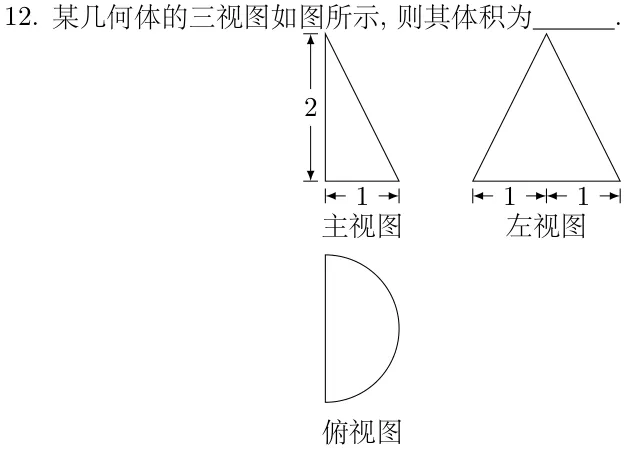 12. 某几何体的三视图如图所示, 则其体积为______.
2
1
1 1
主视图 左视图
俯视图